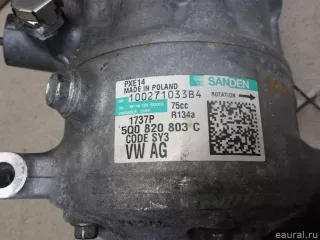 PXE14
MADE IN POLAND
SANDEN
100271033B4
ROTATION
75cc
R134a
1737P
5Q0 820 803 C
CODE SY3
VW AG
eaural.ru